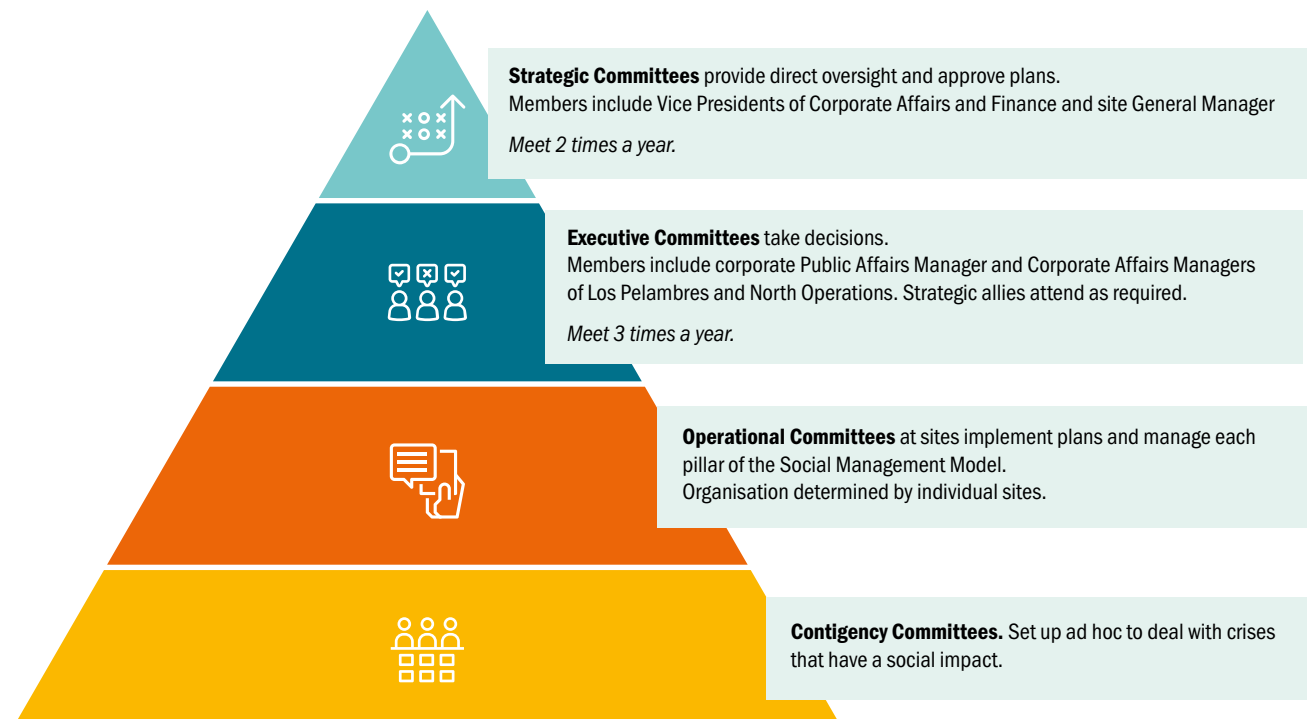 Strategic Committees provide direct oversight and approve plans.
Members include Vice Presidents of Corporate Affairs and Finance and site General Manager
Meet 2 times a year.
Executive Committees take decisions.
Members include corporate Public Affairs Manager and Corporate Affairs Managers
of Los Pelambres and North Operations. Strategic allies attend as required.
Meet 3 times a year.
Operational Committees at sites implement plans and manage each
pillar of the Social Management Model.
Organisation determined by individual sites.
Contigency Committees. Set up ad hoc to deal with crises
that have a social impact.